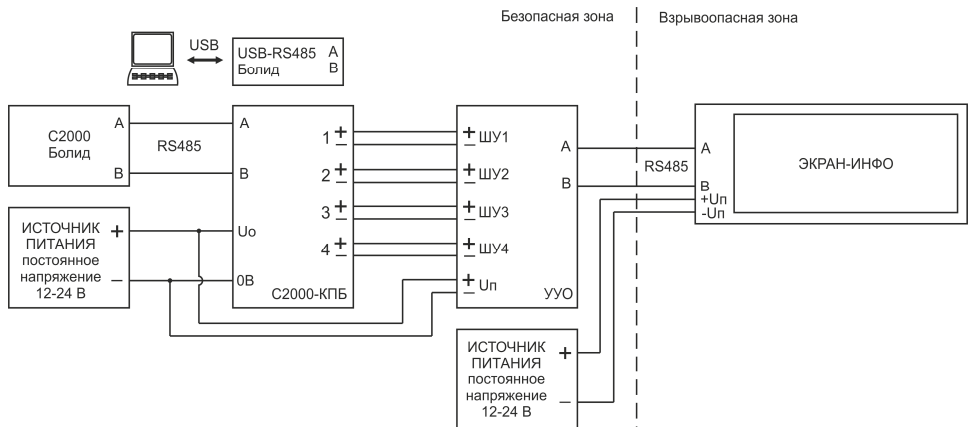 Безопасная зона
Взрывоопасная зона
USB
USB-RS485 A
Болид B
C2000
Болид
A
B
RS485
A
B
1 + −
2 + −
3 + −
4 + −
Uo
0В
С2000-КПБ
+ − ШУ1
+ − ШУ2
+ − ШУ3
+ − ШУ4
+ − Uп
A
B
УУО
RS485
A
B
+Uп
-Uп
ЭКРАН-ИНФО
ИСТОЧНИК
ПИТАНИЯ
постоянное
напряжение
12-24 В
+
−
ИСТОЧНИК
ПИТАНИЯ
постоянное
напряжение
12-24 В
+
−